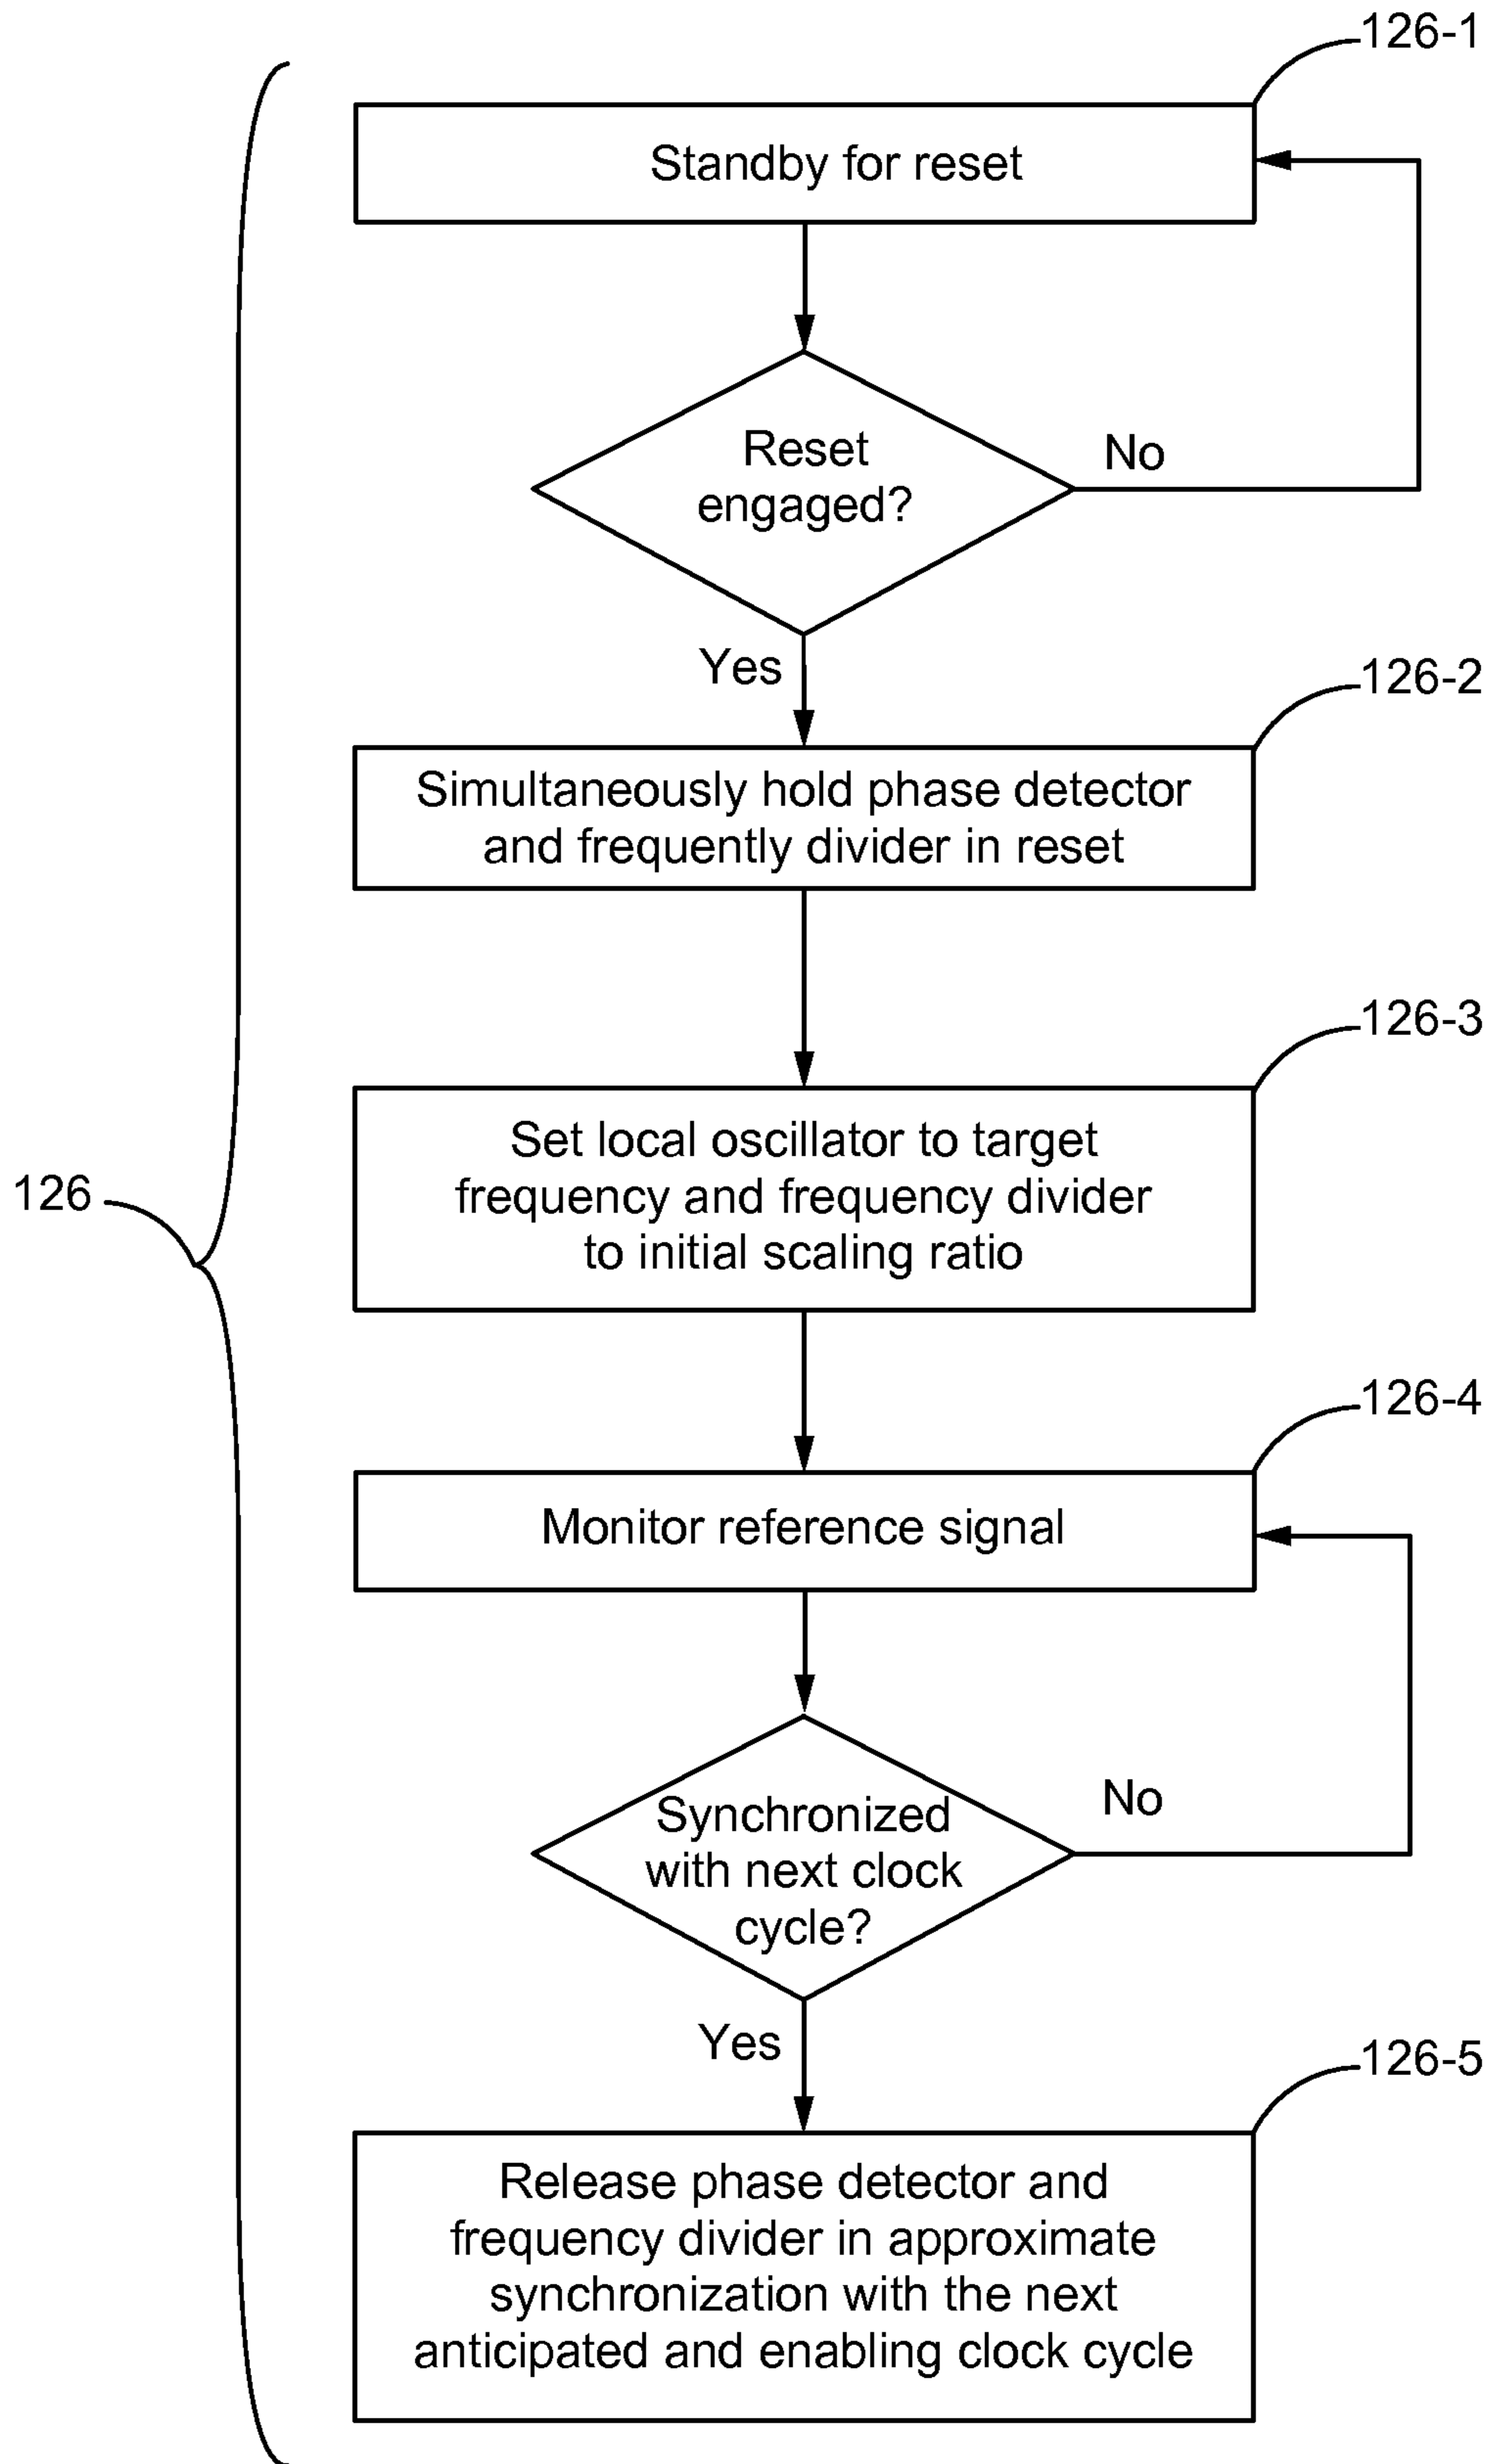 126-1
Standby for reset
Reset
engaged?
No
Yes
126-2
Simultaneously hold phase detector
and frequently divider in reset
126-3
Set local oscillator to target
frequency and frequency divider
to initial scaling ratio
126
126-4
Monitor reference signal
Synchronized
with next clock
cycle?
No
Yes
126-5
Release phase detector and
frequency divider in approximate
synchronization with the next
anticipated and enabling clock cycle